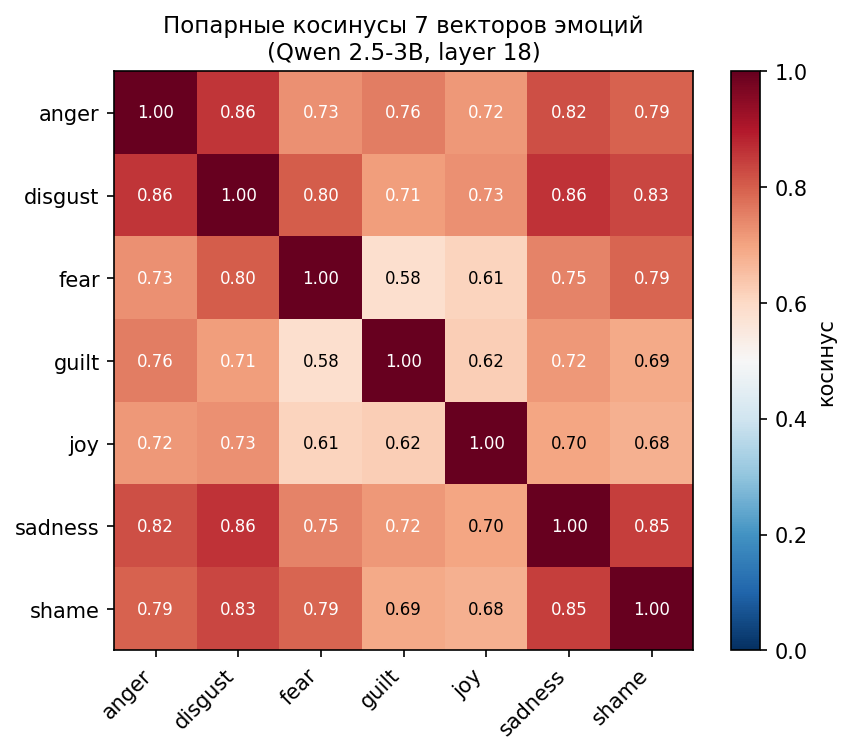 Попарные косинусы 7 векторов эмоций
(Qwen 2.5-3B, layer 18)
anger 1.00 0.86 0.73 0.76 0.72 0.82 0.79
disgust 0.86 1.00 0.80 0.71 0.73 0.86 0.83
fear 0.73 0.80 1.00 0.58 0.61 0.75 0.79
guilt 0.76 0.71 0.58 1.00 0.62 0.72 0.69
joy 0.72 0.73 0.61 0.62 1.00 0.70 0.68
sadness 0.82 0.86 0.75 0.72 0.70 1.00 0.85
shame 0.79 0.83 0.79 0.69 0.68 0.85 1.00
anger disgust fear guilt joy sadness shame
1.0
0.8
0.6
0.4
0.2
0.0
косинус